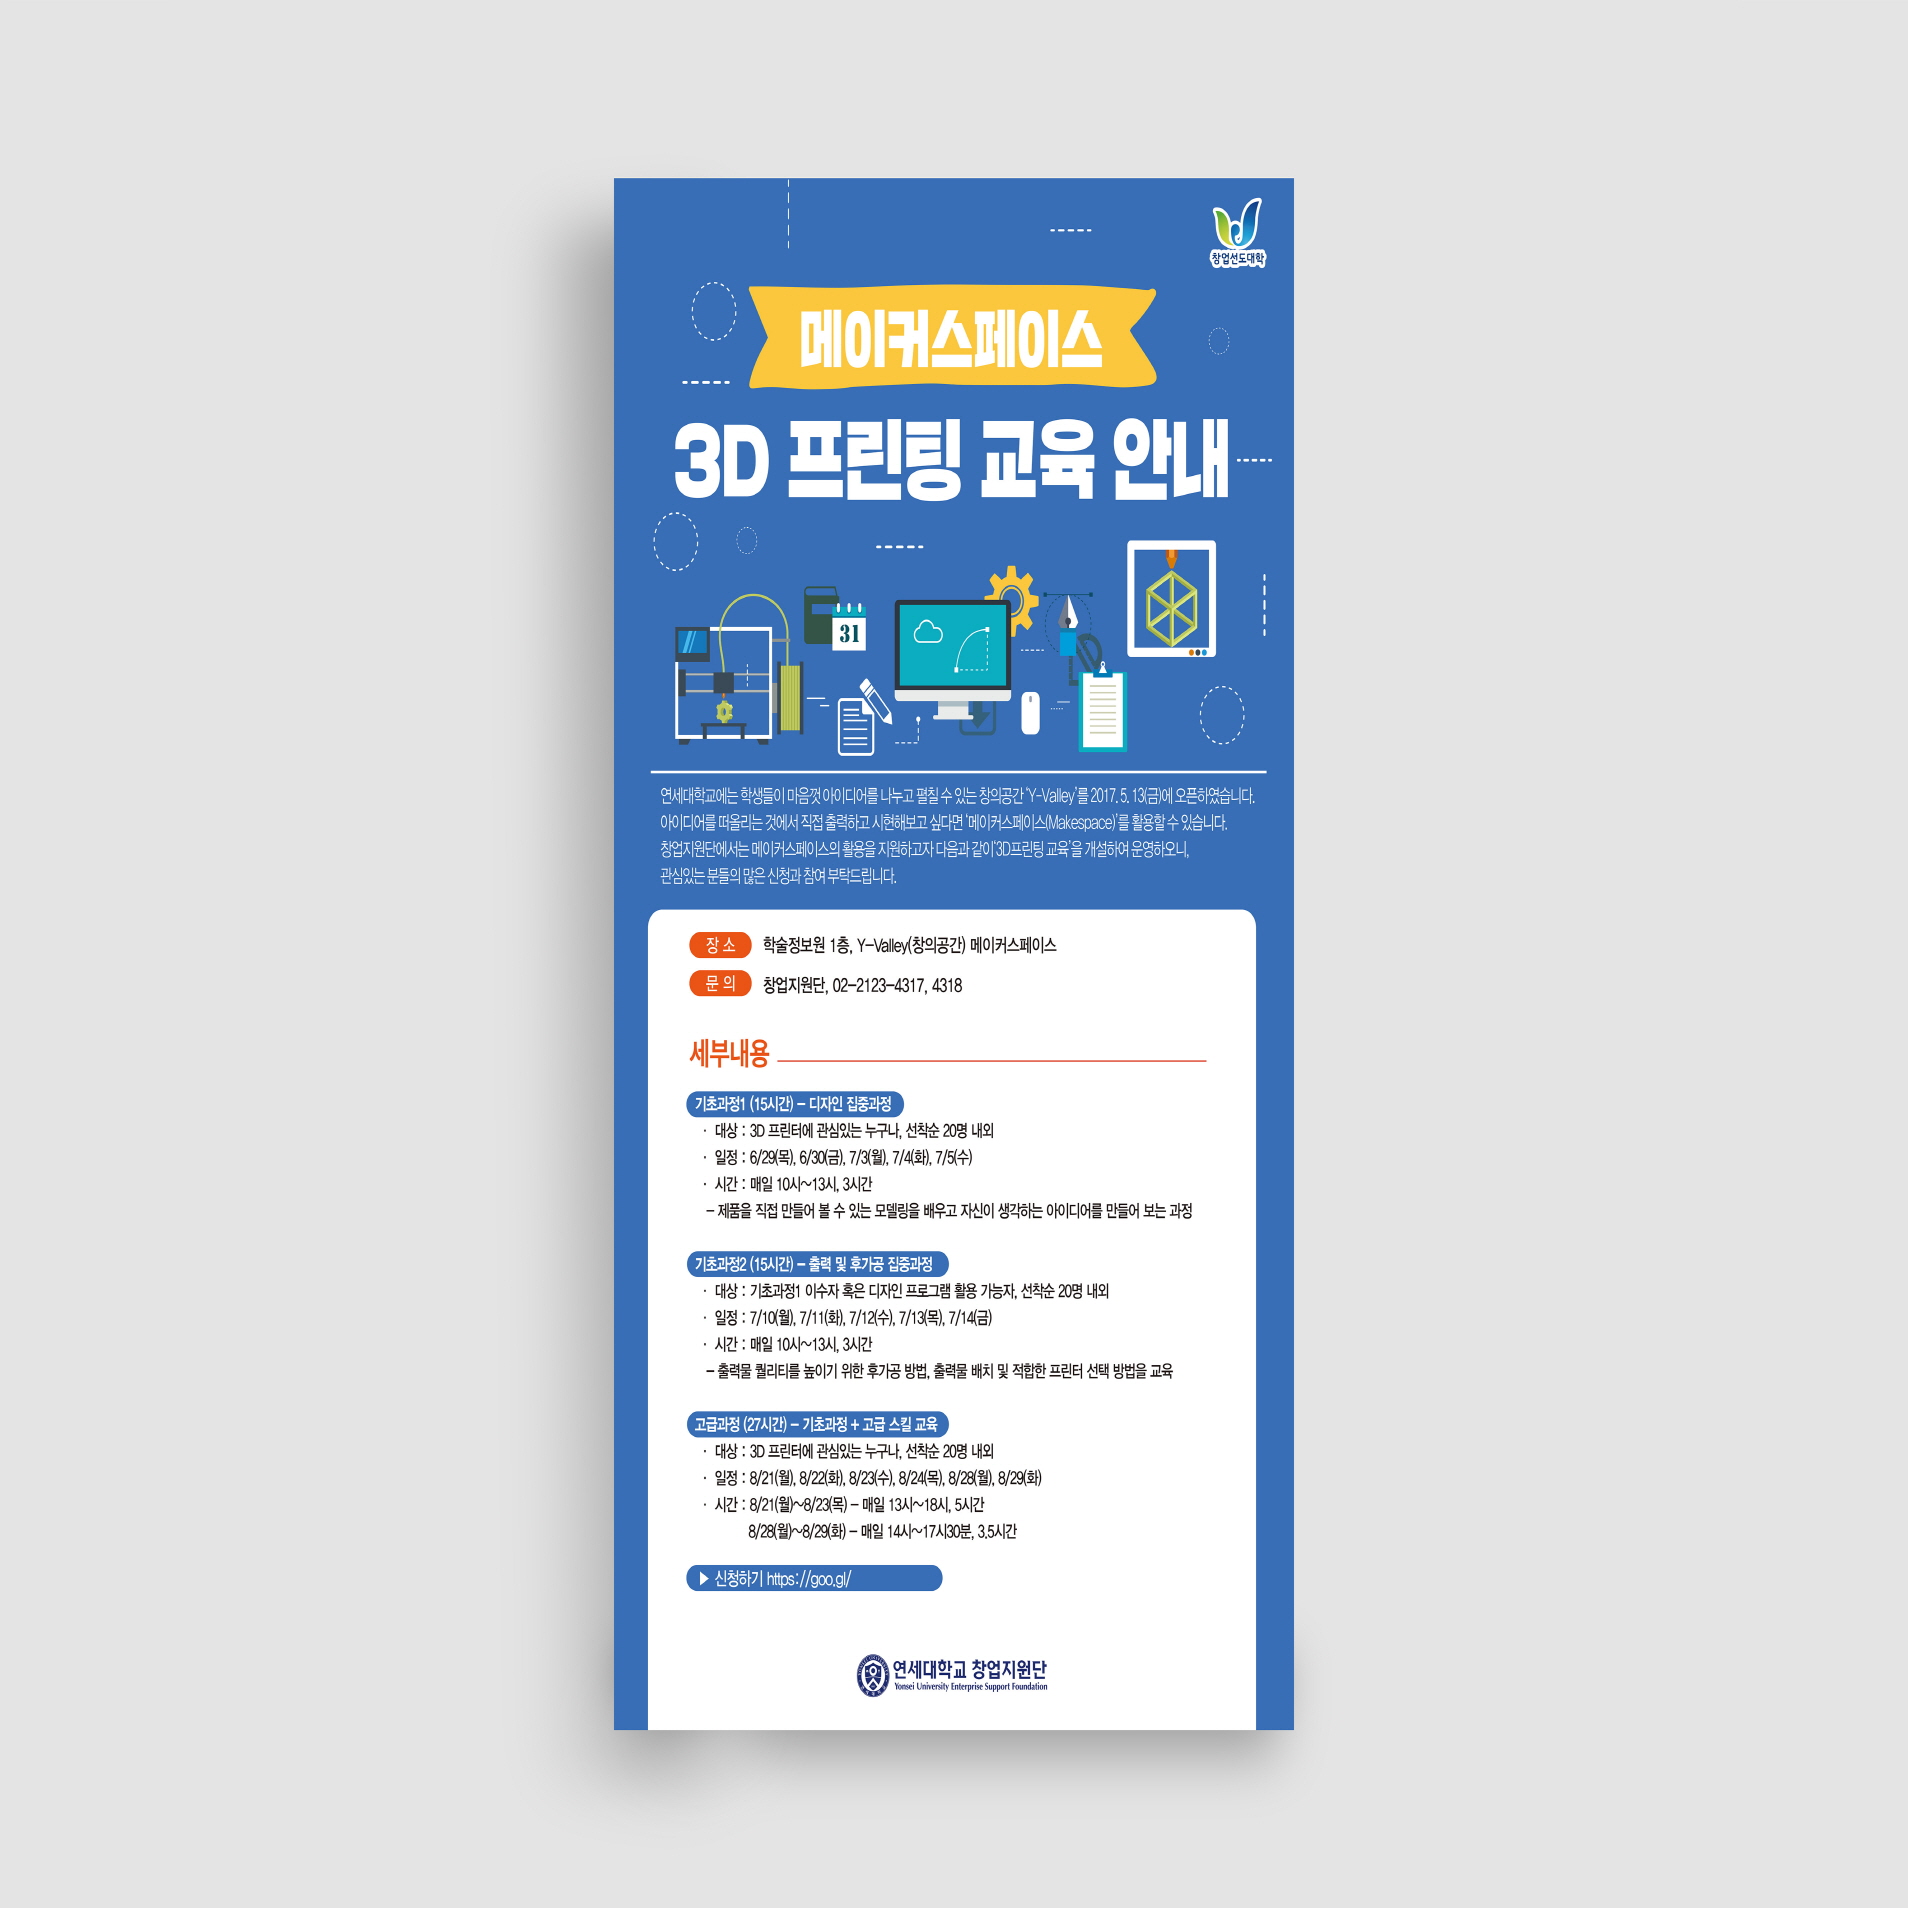 창업선도대학
메이커스페이스
3D 프린팅 교육 안내
31
연세대학교에는 학생들이 마음껏 아이디어를 나누고 펼칠 수 있는 창의공간 'Y-Valley'를 2017. 5. 13(금)에 오픈하였습니다.
아이디어를 떠올리는 것에서 직접 출력하고 시현해보고 싶다면 '메이커스페이스(Makespace)'를 활용할 수 있습니다.
창업지원단에서는 메이커스페이스의 활용을 지원하고자 다음과 같이'3D프린팅 교육'을 개설하여 운영하오니,
관심있는 분들의 많은 신청과 참여 부탁드립니다.
장 소 학술정보원 1층, Y-Valley(창의공간) 메이커스페이스
문 의 창업지원단, 02-2123-4317, 4318
세부내용
기초과정1 (15시간) - 디자인 집중과정
· 대상 : 3D 프린터에 관심있는 누구나, 선착순 20명 내외
· 일정 : 6/29(목), 6/30(금), 7/3(월), 7/4(화), 7/5(수)
· 시간 : 매일 10시~13시, 3시간
- 제품을 직접 만들어 볼 수 있는 모델링을 배우고 자신이 생각하는 아이디어를 만들어 보는 과정
기초과정2 (15시간) - 출력 및 후가공 집중과정
· 대상 : 기초과정1 이수자 혹은 디자인 프로그램 활용 가능자, 선착순 20명 내외
· 일정 : 7/10(월), 7/11(화), 7/12(수), 7/13(목), 7/14(금)
· 시간 : 매일 10시~13시, 3시간
- 출력물 퀄리티를 높이기 위한 후가공 방법, 출력물 배치 및 적합한 프린터 선택 방법을 교육
고급과정 (27시간) - 기초과정 + 고급 스킬 교육
· 대상 : 3D 프린터에 관심있는 누구나, 선착순 20명 내외
· 일정 : 8/21(월), 8/22(화), 8/23(수), 8/24(목), 8/28(월), 8/29(화)
· 시간 : 8/21(월)~8/23(목) - 매일 13시~18시, 5시간
8/28(월)~8/29(화) - 매일 14시~17시30분, 3.5시간
▶ 신청하기 https://goo.gl/
연세대학교 창업지원단
Yonsei University Enterprise Support Foundation